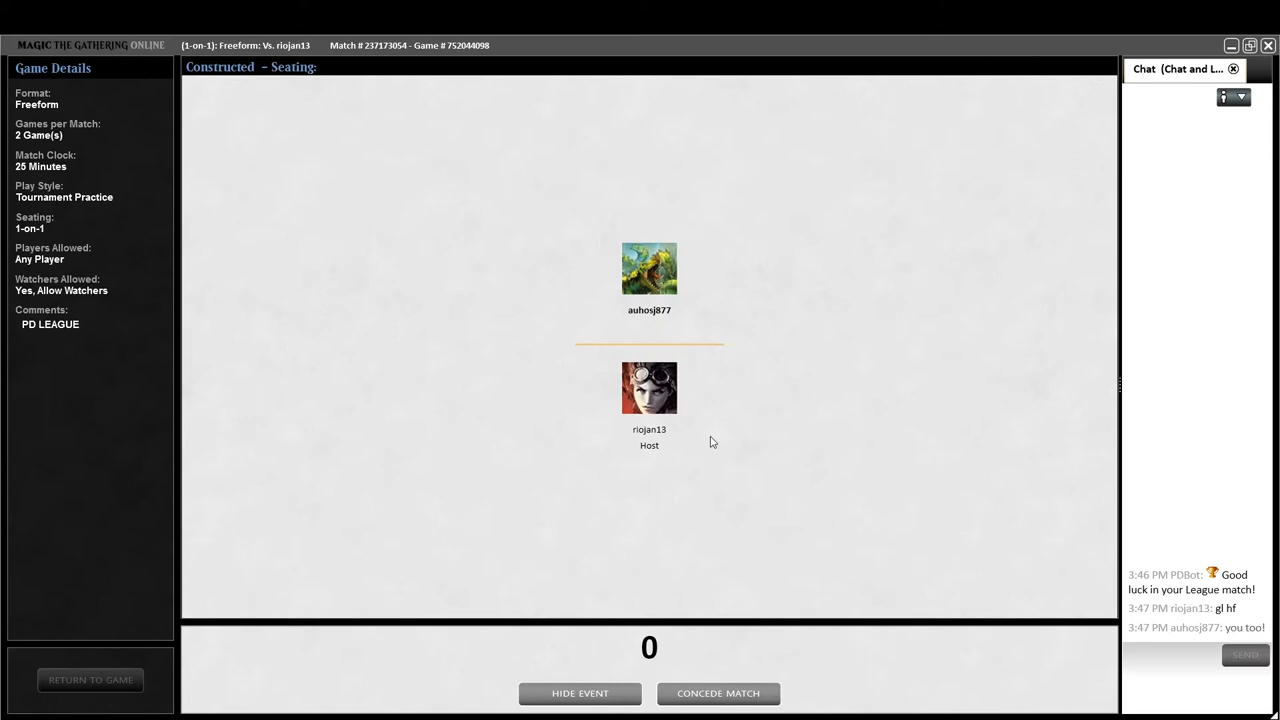 MAGIC THE GATHERING ONLINE (1-on-1): Freeform: Vs. riojan13 Match # 237173054 - Game # 752044098
Game Details
Format:
Freeform
Games per Match:
2 Game(s)
Match Clock:
25 Minutes
Play Style:
Tournament Practice
Seating:
1-on-1
Players Allowed:
Any Player
Watchers Allowed:
Yes, Allow Watchers
Comments:
PD LEAGUE
RETURN TO GAME
Constructed – Seating:
auhosj877
riojan13
Host
0
HIDE EVENT CONCEDE MATCH
Chat (Chat and L...
3:46 PM PDBot: Good
luck in your League match!
3:47 PM riojan13: gl hf
3:47 PM auhosj877: you too!
SEND